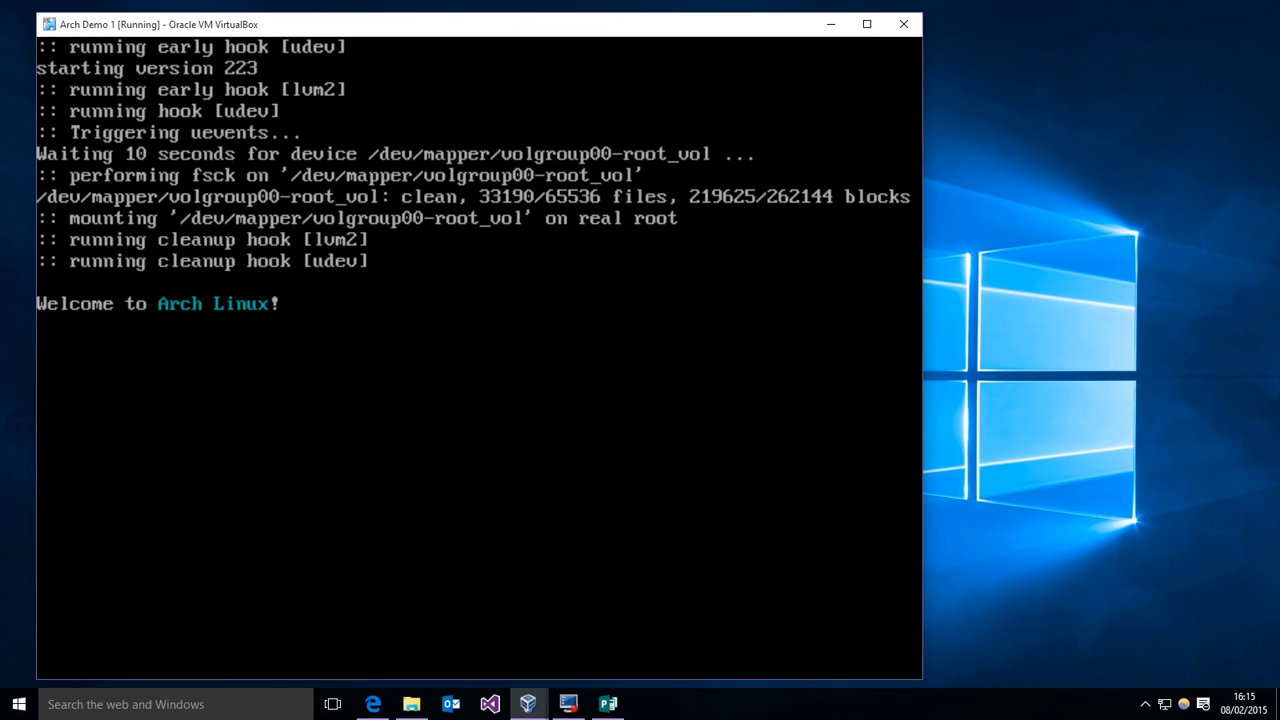 Arch Demo 1 [Running] - Oracle VM VirtualBox
:: running early hook [udev]
starting version 223
:: running early hook [lvm2]
:: running hook [udev]
:: Triggering uevents...
Waiting 10 seconds for device /dev/mapper/volgroup00-root_vol ...
:: performing fsck on '/dev/mapper/volgroup00-root_vol'
/dev/mapper/volgroup00-root_vol: clean, 33190/65536 files, 219625/262144 blocks
:: mounting '/dev/mapper/volgroup00-root_vol' on real root
:: running cleanup hook [lvm2]
:: running cleanup hook [udev]
Welcome to Arch Linux!
Search the web and Windows
16:15
08/02/2015